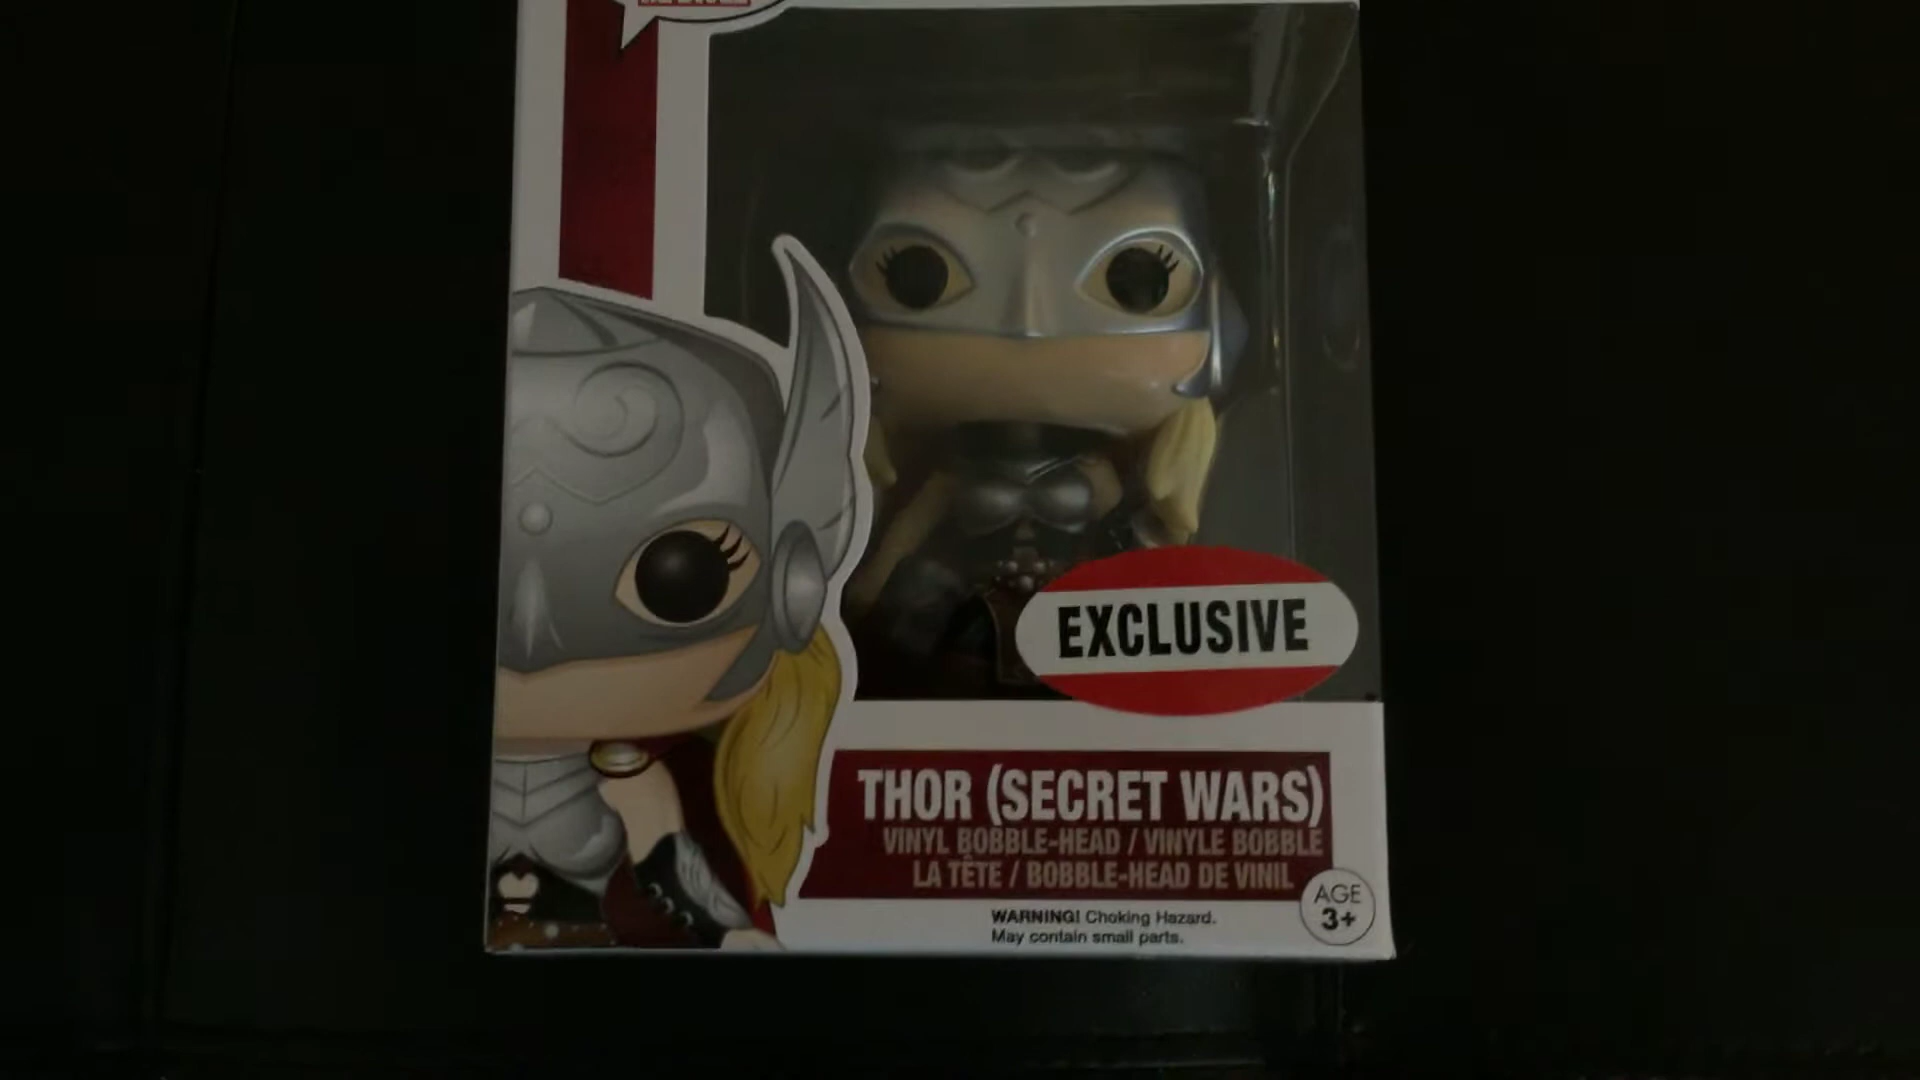 EXCLUSIVE
THOR (SECRET WARS)
VINYL BOBBLE-HEAD / VINYLE BOBBLE
LA TÊTE / BOBBLE-HEAD DE VINIL
WARNING! Choking Hazard.
May contain small parts.
AGE
3+